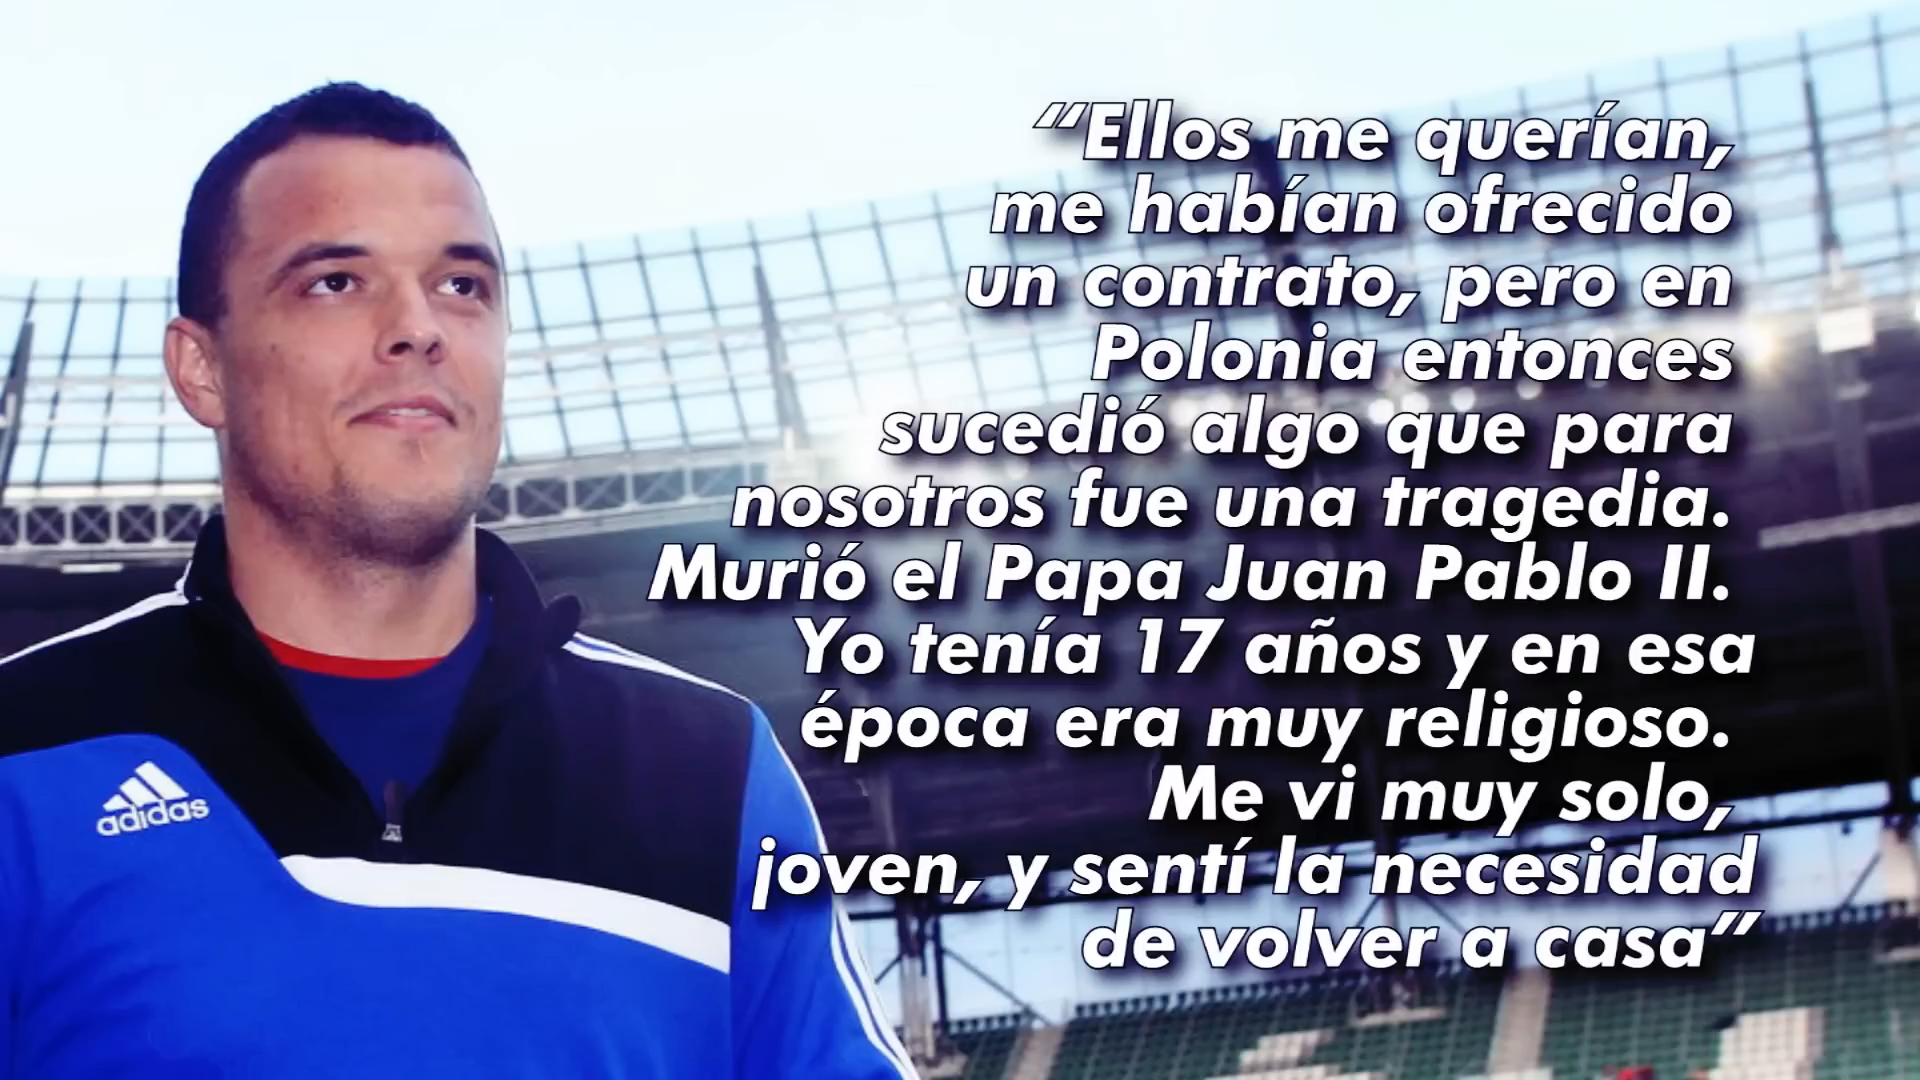 “Ellos me querían,
me habían ofrecido
un contrato, pero en
Polonia entonces
sucedió algo que para
nosotros fue una tragedia.
Murió el Papa Juan Pablo II.
Yo tenía 17 años y en esa
época era muy religioso.
Me vi muy solo,
joven, y sentí la necesidad
de volver a casa”
adidas